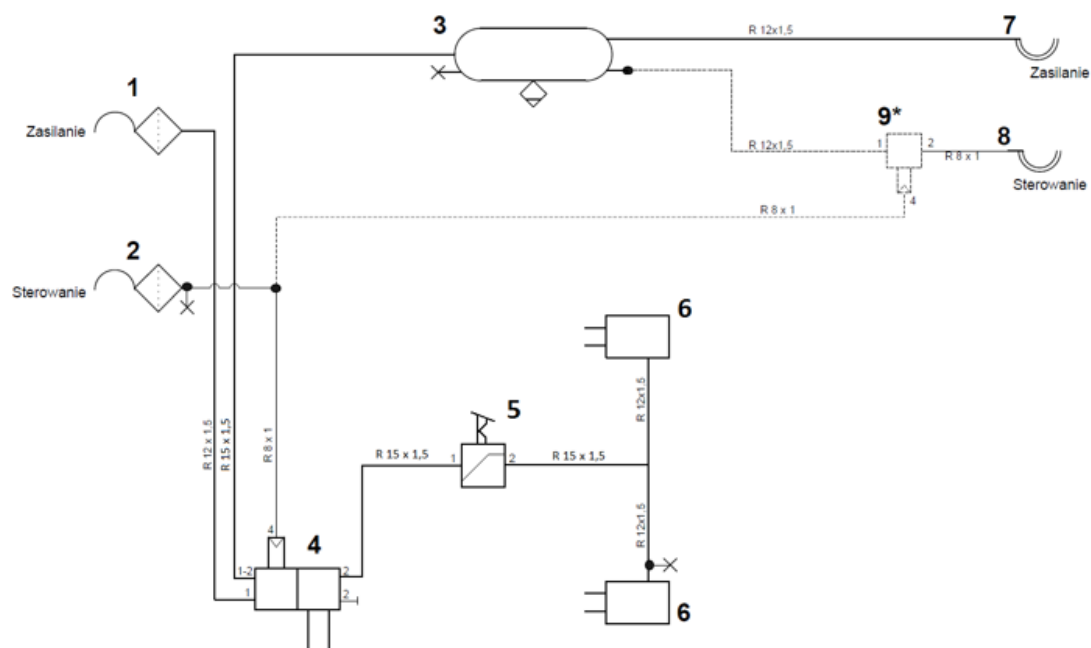 3
R 12x1,5
7
Zasilanie
1
Zasilanie
9*
1
2
R 12x1,5
R 8 x 1
8
Sterowanie
4
R 8 x 1
2
Sterowanie
6
R 12 x 1,5
R 15 x 1,5
R 8 x 1
R 12x1,5
5
R 15 x 1,5
1
2
R 15 x 1,5
R 12x1,5
4
4
1-2
1
2
2
6